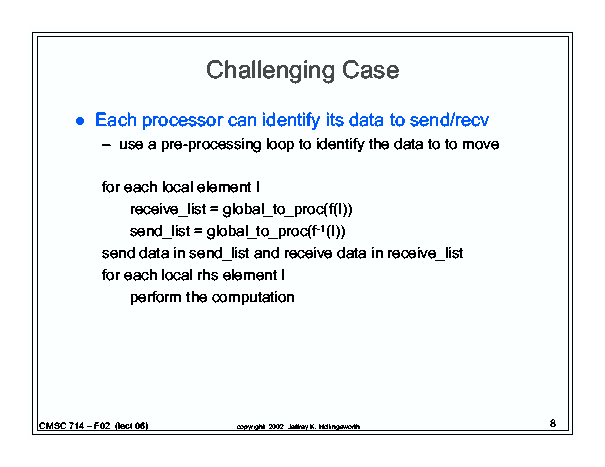 Challenging Case
● Each processor can identify its data to send/recv
– use a pre-processing loop to identify the data to to move
for each local element I
receive_list = global_to_proc(f(I))
send_list = global_to_proc(f-1(I))
send data in send_list and receive data in receive_list
for each local rhs element I
perform the computation
CMSC 714 – F02 (lect 06)
copyright 2002 Jeffrey K. Hollingsworth
8